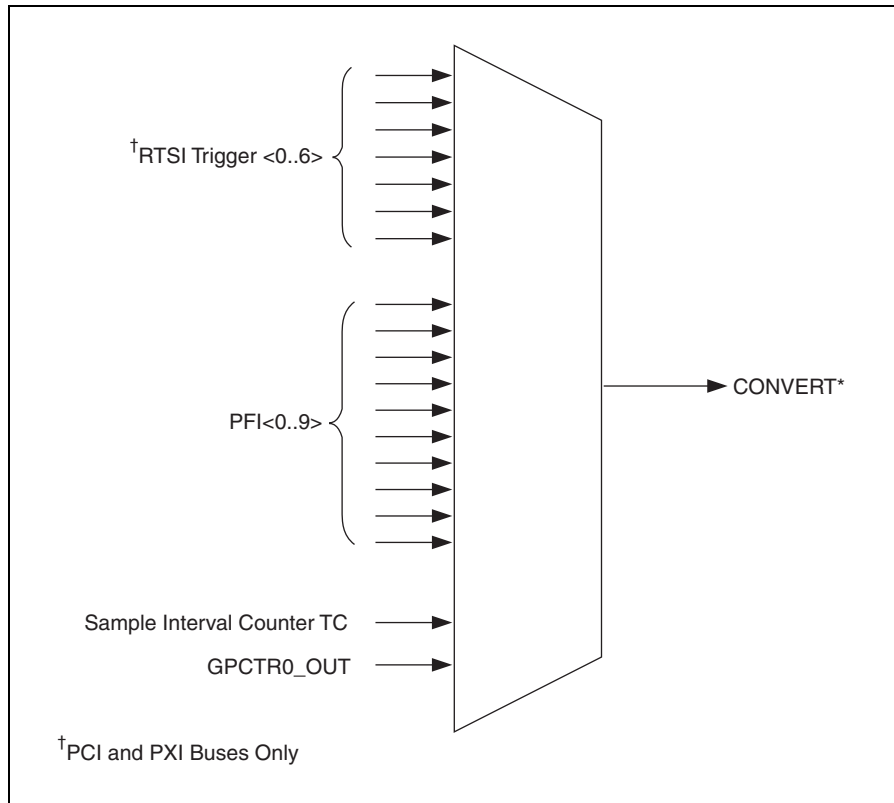 †RTSI Trigger <0..6>
PFI<0..9>
CONVERT*
Sample Interval Counter TC
GPCTR0_OUT
†PCI and PXI Buses Only